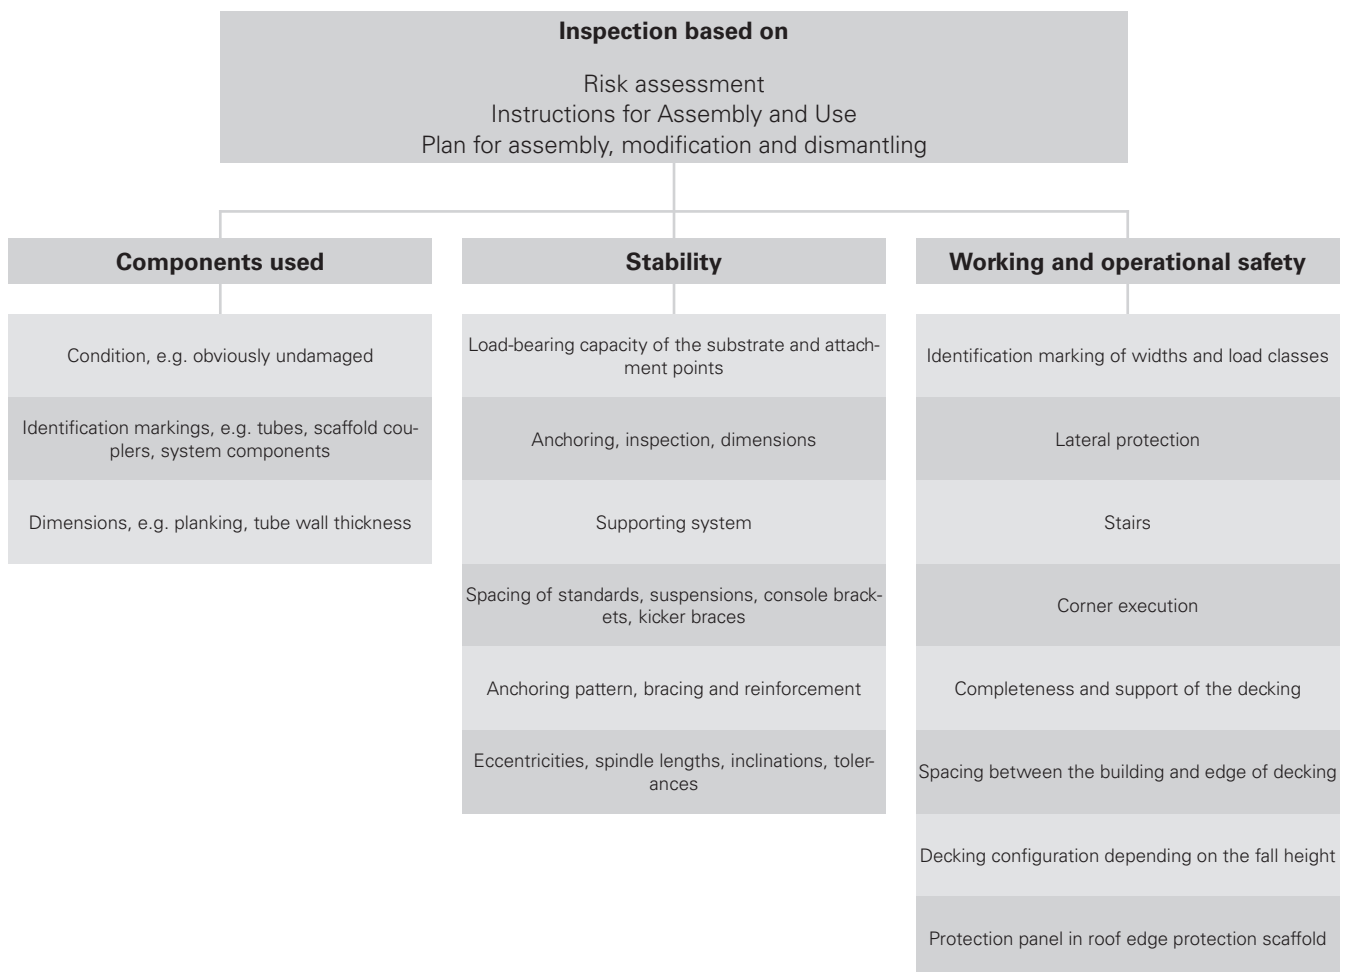 Inspection based on
Risk assessment
Instructions for Assembly and Use
Plan for assembly, modification and dismantling
Components used
Condition, e.g. obviously undamaged
Identification markings, e.g. tubes, scaffold cou-
plers, system components
Dimensions, e.g. planking, tube wall thickness
Stability
Load-bearing capacity of the substrate and attach-
ment points
Anchoring, inspection, dimensions
Supporting system
Spacing of standards, suspensions, console brack-
ets, kicker braces
Anchoring pattern, bracing and reinforcement
Eccentricities, spindle lengths, inclinations, toler-
ances
Working and operational safety
Identification marking of widths and load classes
Lateral protection
Stairs
Corner execution
Completeness and support of the decking
Spacing between the building and edge of decking
Decking configuration depending on the fall height
Protection panel in roof edge protection scaffold